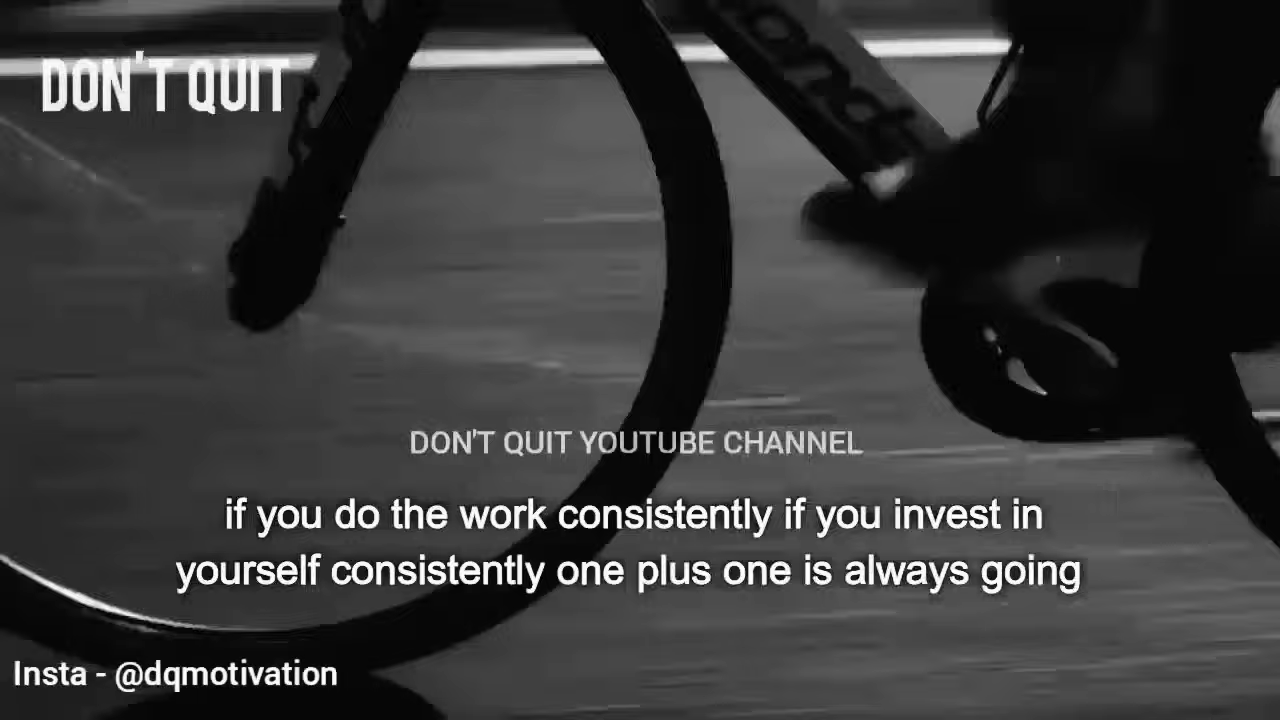 DON'T QUIT
DON'T QUIT YOUTUBE CHANNEL
if you do the work consistently if you invest in
yourself consistently one plus one is always going
Insta - @dqmotivation